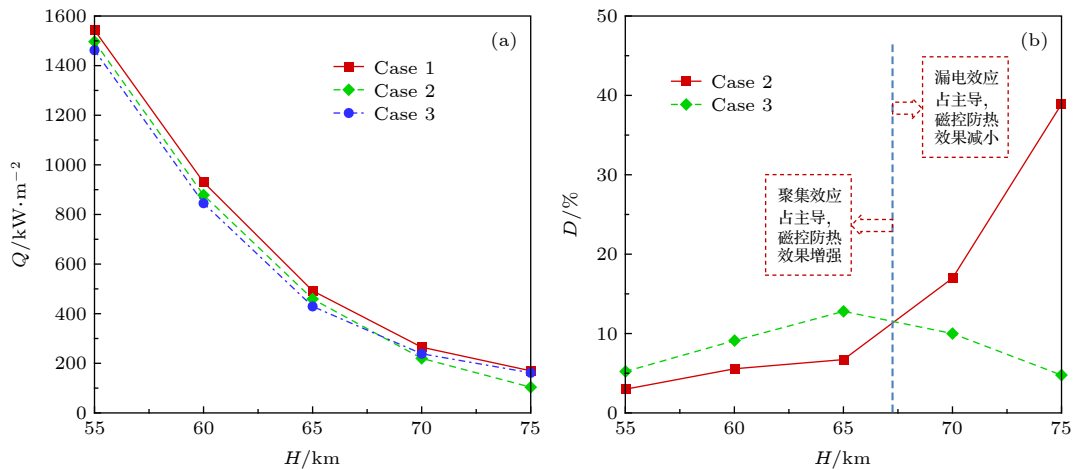 1600
1400
1200
1000
800
600
400
200
0
Q/kW·m⁻²
(a)
Case 1
Case 2
Case 3
55
60
65
70
75
H/km
50
40
30
20
10
0
D/%
(b)
Case 2
Case 3
漏电效应
占主导，
磁控防热
效果减小
聚集效应
占主导，
磁控防热
效果增强
55
60
65
70
75
H/km